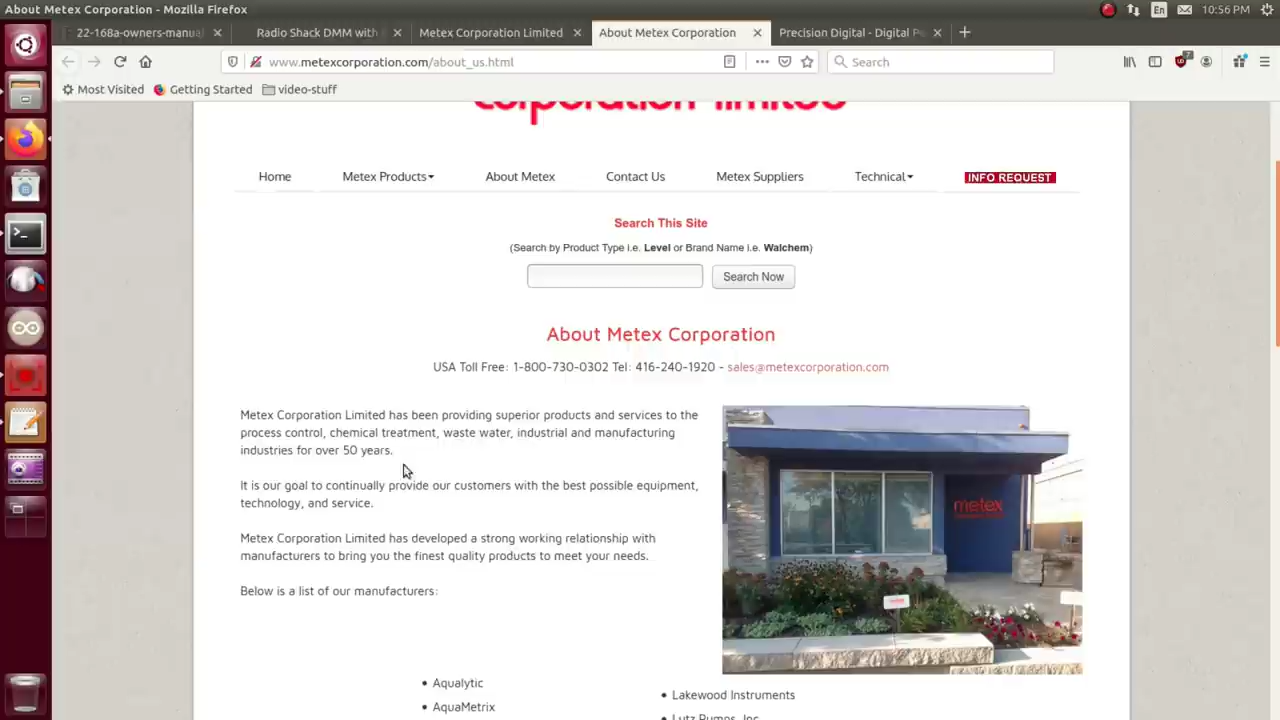 About Metex Corporation - Mozilla Firefox
En
10:56 PM
22-168a-owners-manual
Radio Shack DMM with
Metex Corporation Limited
About Metex Corporation
Precision Digital - Digital P
www.metexcorporation.com/about_us.html
Search
7
Most Visited
Getting Started
video-stuff
corporation limited
Home
Metex Products
About Metex
Contact Us
Metex Suppliers
Technical
INFO REQUEST
Search This Site
(Search by Product Type i.e. Level or Brand Name i.e. Walchem)
Search Now
About Metex Corporation
USA Toll Free: 1-800-730-0302 Tel: 416-240-1920 - sales@metexcorporation.com
Metex Corporation Limited has been providing superior products and services to the
process control, chemical treatment, waste water, industrial and manufacturing
industries for over 50 years.
It is our goal to continually provide our customers with the best possible equipment,
technology, and service.
Metex Corporation Limited has developed a strong working relationship with
manufacturers to bring you the finest quality products to meet your needs.
Below is a list of our manufacturers:
metex
Aqualytic
AquaMetrix
Lakewood Instruments
Lutz Pumps, Inc